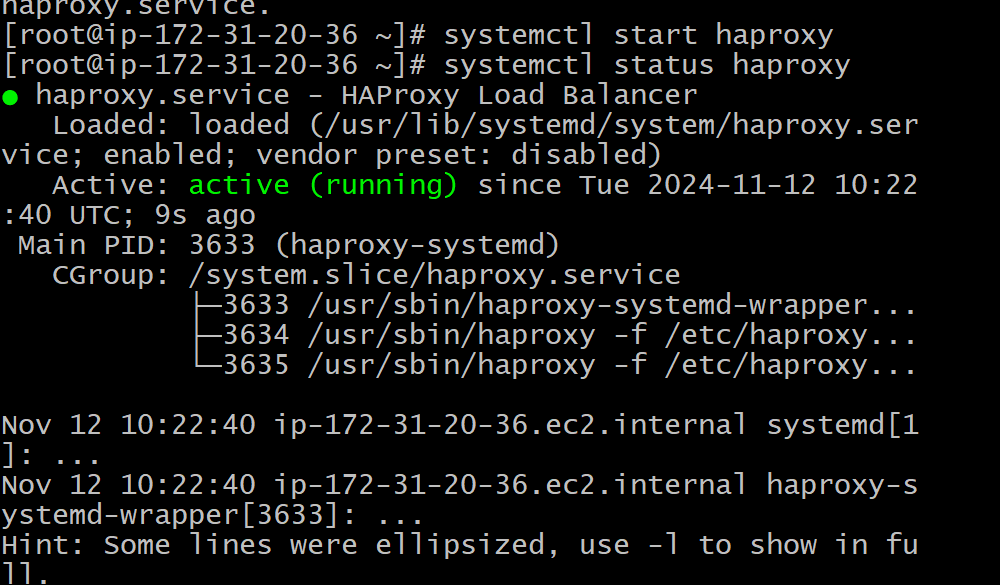 haproxy.service.
[root@ip-172-31-20-36 ~]# systemctl start haproxy
[root@ip-172-31-20-36 ~]# systemctl status haproxy
● haproxy.service - HAProxy Load Balancer
   Loaded: loaded (/usr/lib/systemd/system/haproxy.ser
vice; enabled; vendor preset: disabled)
   Active: active (running) since Tue 2024-11-12 10:22
:40 UTC; 9s ago
 Main PID: 3633 (haproxy-systemd)
   CGroup: /system.slice/haproxy.service
           ├─3633 /usr/sbin/haproxy-systemd-wrapper...
           ├─3634 /usr/sbin/haproxy -f /etc/haproxy...
           └─3635 /usr/sbin/haproxy -f /etc/haproxy...

Nov 12 10:22:40 ip-172-31-20-36.ec2.internal systemd[1
]: ...
Nov 12 10:22:40 ip-172-31-20-36.ec2.internal haproxy-s
ystemd-wrapper[3633]: ...
Hint: Some lines were ellipsized, use -l to show in fu
ll.